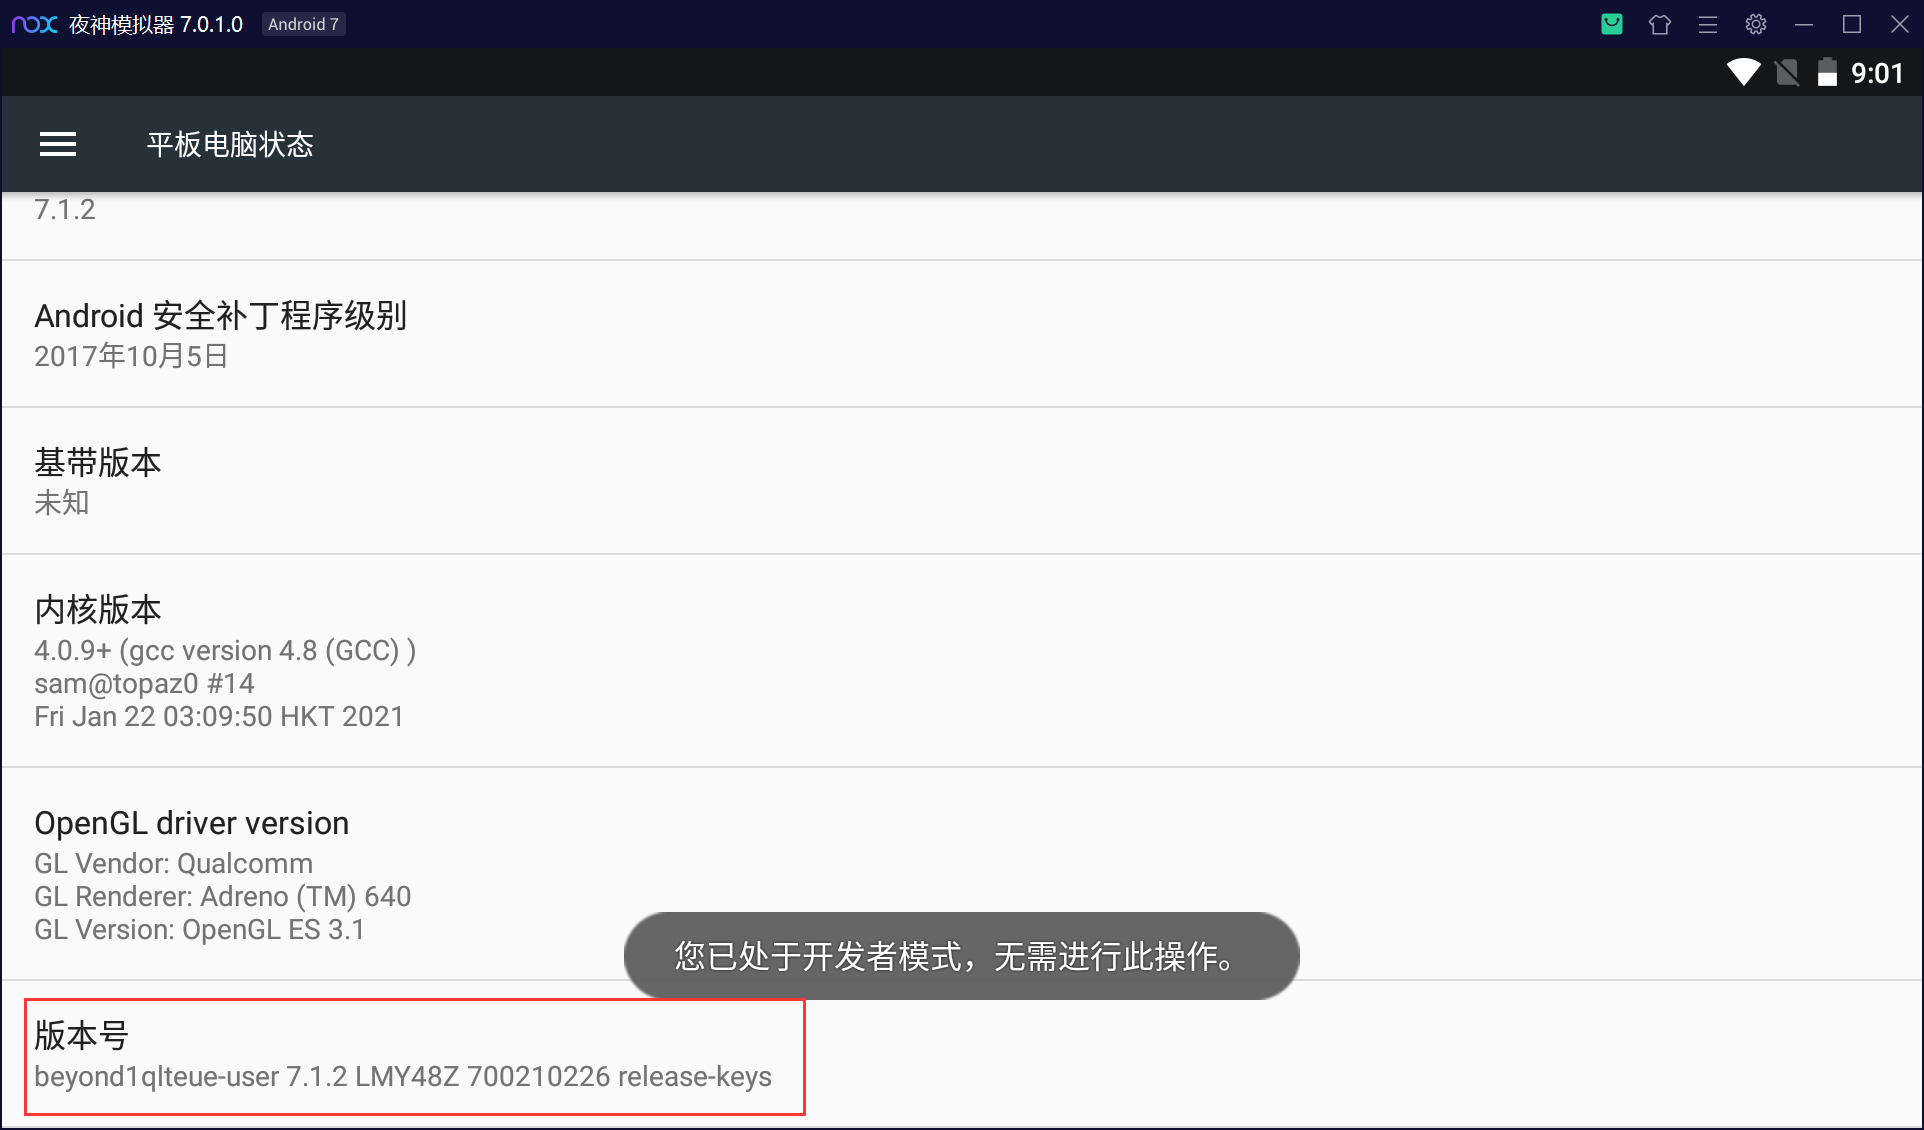 nox 夜神模拟器 7.0.1.0 Android 7
9:01
平板电脑状态
7.1.2
Android 安全补丁程序级别
2017年10月5日
基带版本
未知
内核版本
4.0.9+ (gcc version 4.8 (GCC) )
sam@topaz0 #14
Fri Jan 22 03:09:50 HKT 2021
OpenGL driver version
GL Vendor: Qualcomm
GL Renderer: Adreno (TM) 640
GL Version: OpenGL ES 3.1
您已处于开发者模式，无需进行此操作。
版本号
beyond1qlteue-user 7.1.2 LMY48Z 700210226 release-keys